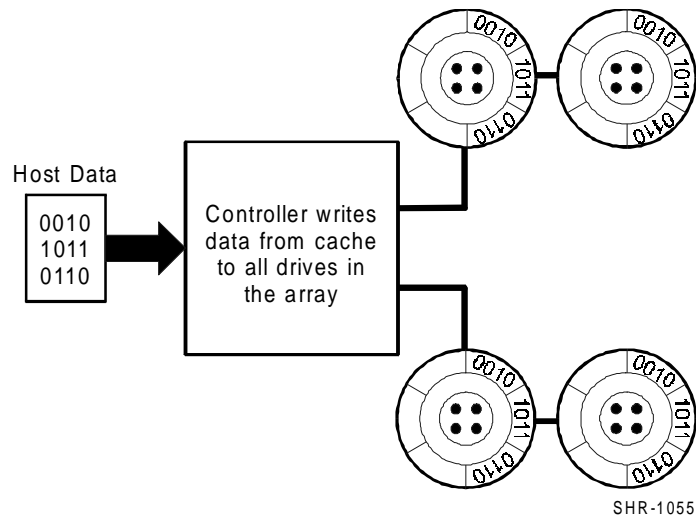 0010
1011
0110
0010
1011
0110
Host Data
0010
1011
0110
Controller writes
data from cache
to all drives in
the array
0010
1011
0110
0010
1011
0110
SHR-1055